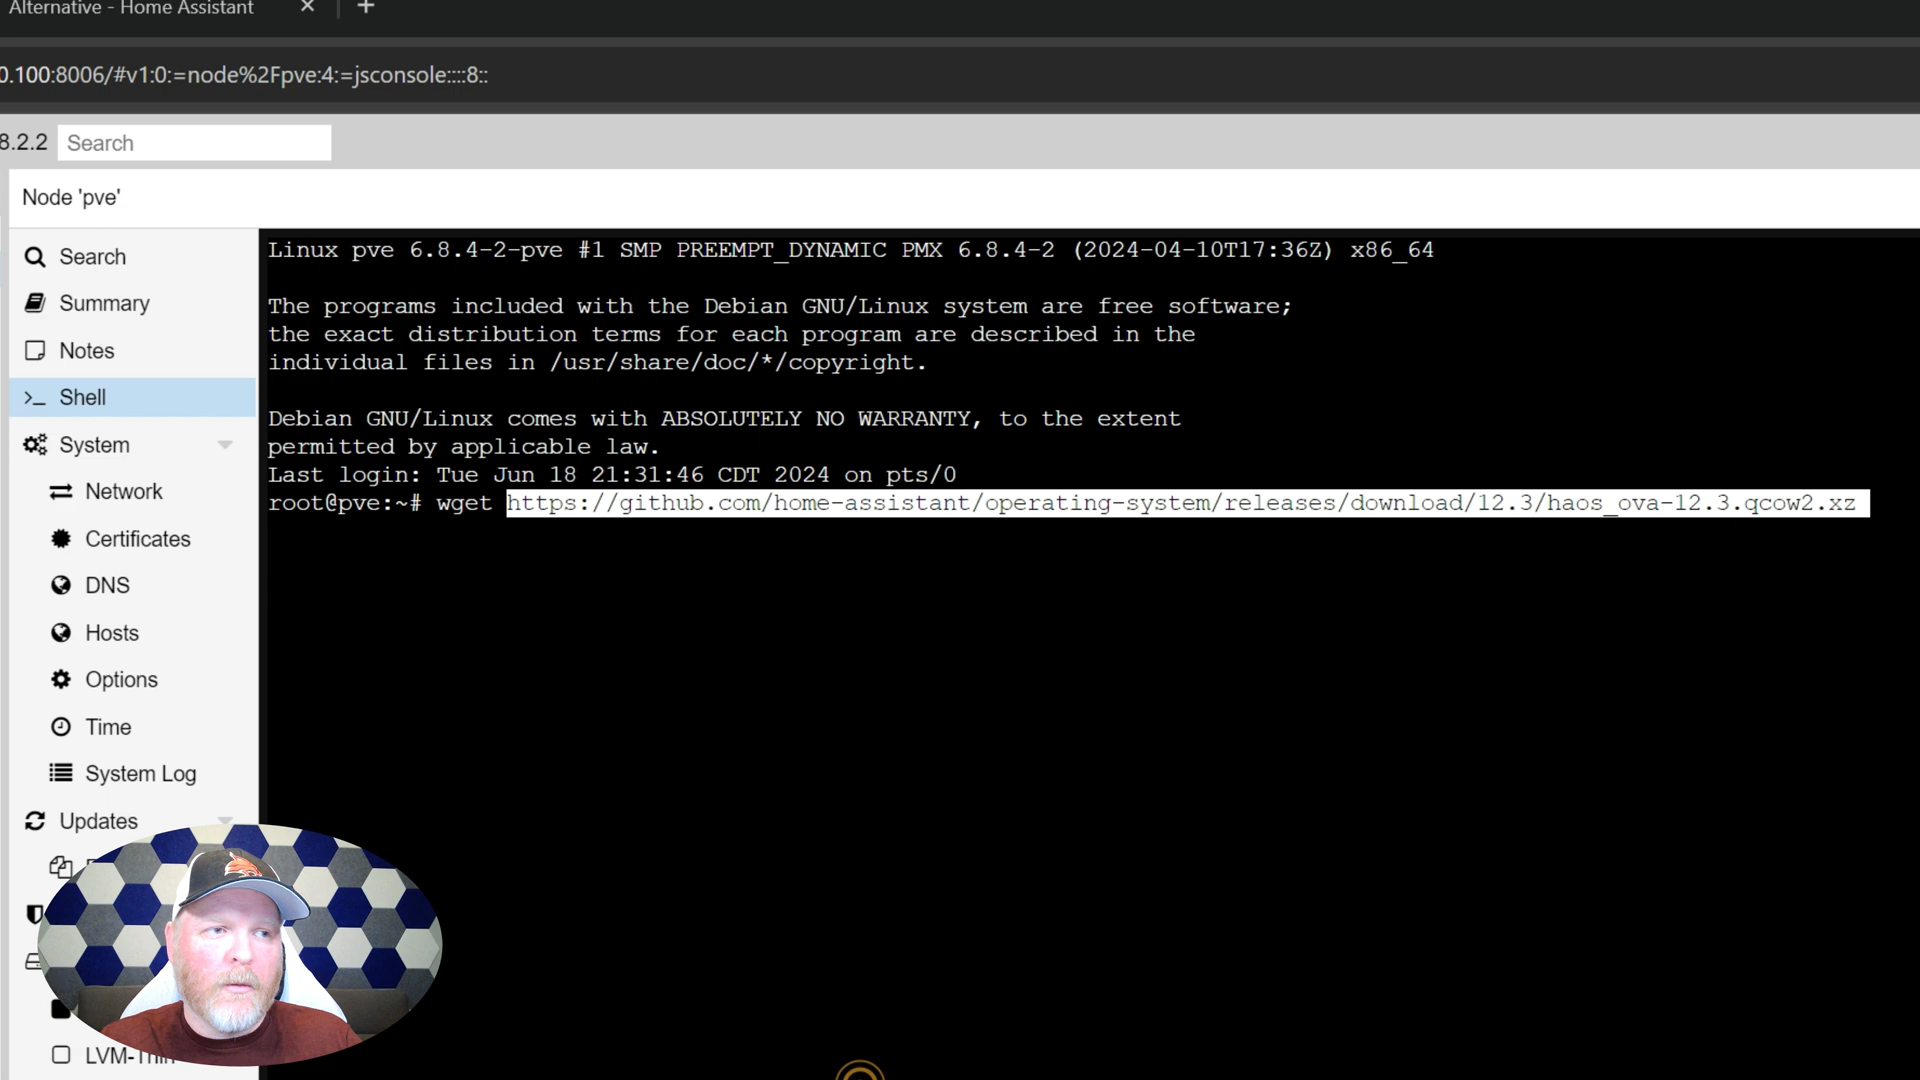 Alternative - Home Assistant
0.100:8006/#v1:0:=node%2Fpve:4:=jsconsole::::8::
8.2.2
Search
Node 'pve'
Search
Summary
Notes
Shell
System
Network
Certificates
DNS
Hosts
Options
Time
System Log
Updates
LVM-Thin
Linux pve 6.8.4-2-pve #1 SMP PREEMPT_DYNAMIC PMX 6.8.4-2 (2024-04-10T17:36Z) x86_64
The programs included with the Debian GNU/Linux system are free software;
the exact distribution terms for each program are described in the
individual files in /usr/share/doc/*/copyright.
Debian GNU/Linux comes with ABSOLUTELY NO WARRANTY, to the extent
permitted by applicable law.
Last login: Tue Jun 18 21:31:46 CDT 2024 on pts/0
root@pve:~# wget https://github.com/home-assistant/operating-system/releases/download/12.3/haos_ova-12.3.qcow2.xz